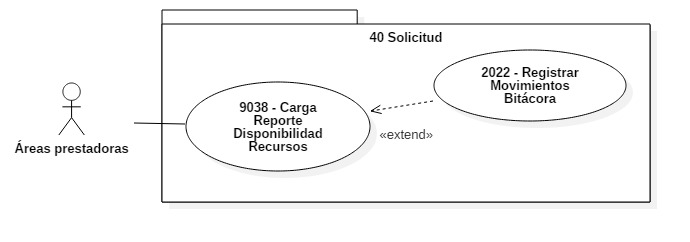 40 Solicitud
2022 - Registrar
Movimientos
Bitácora
9038 - Carga
Reporte
Disponibilidad
Recursos
«extend»
Áreas prestadoras